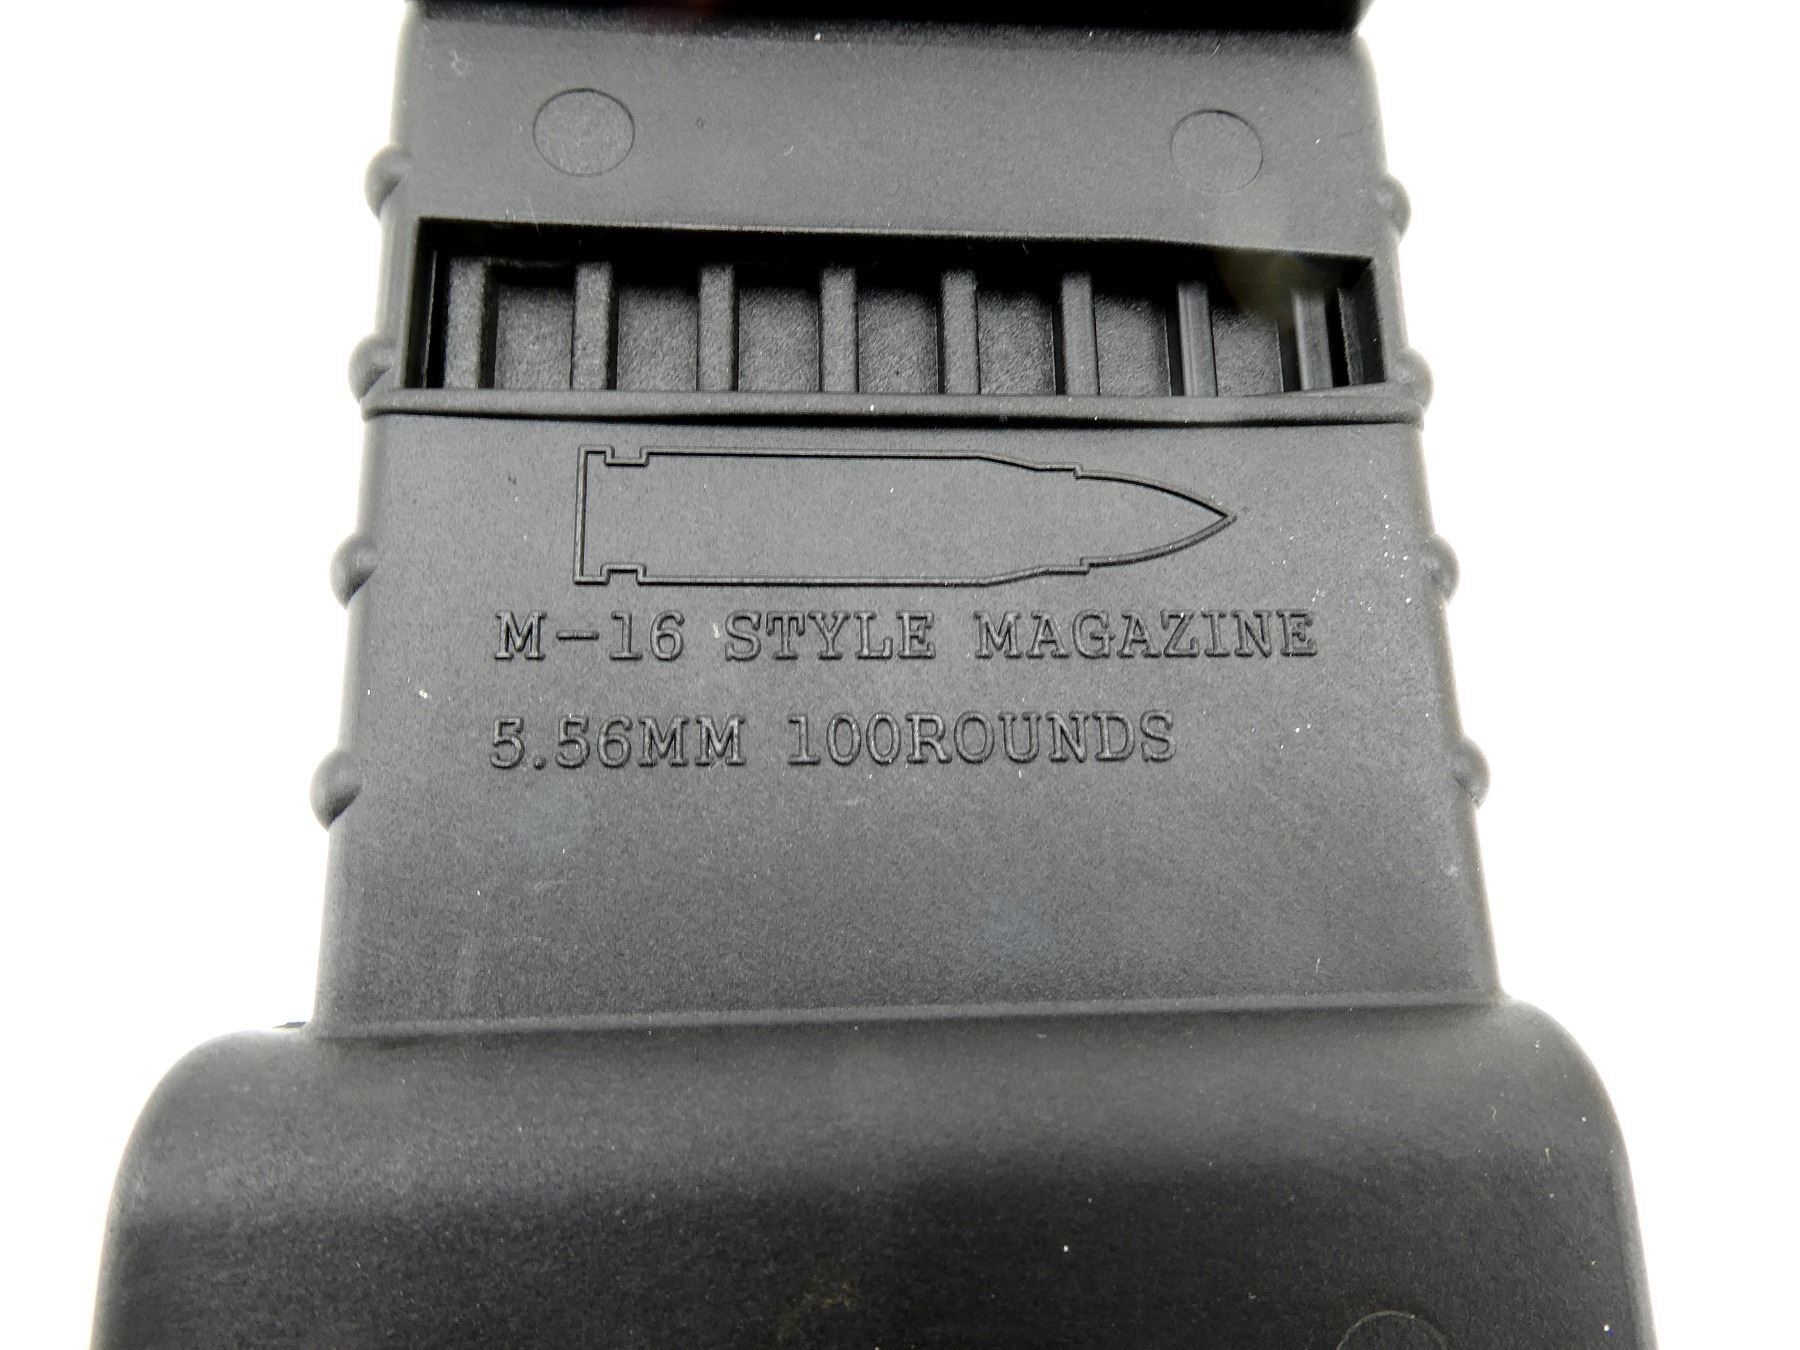 M-16 STYLE MAGAZINE
5.56MM 100ROUNDS